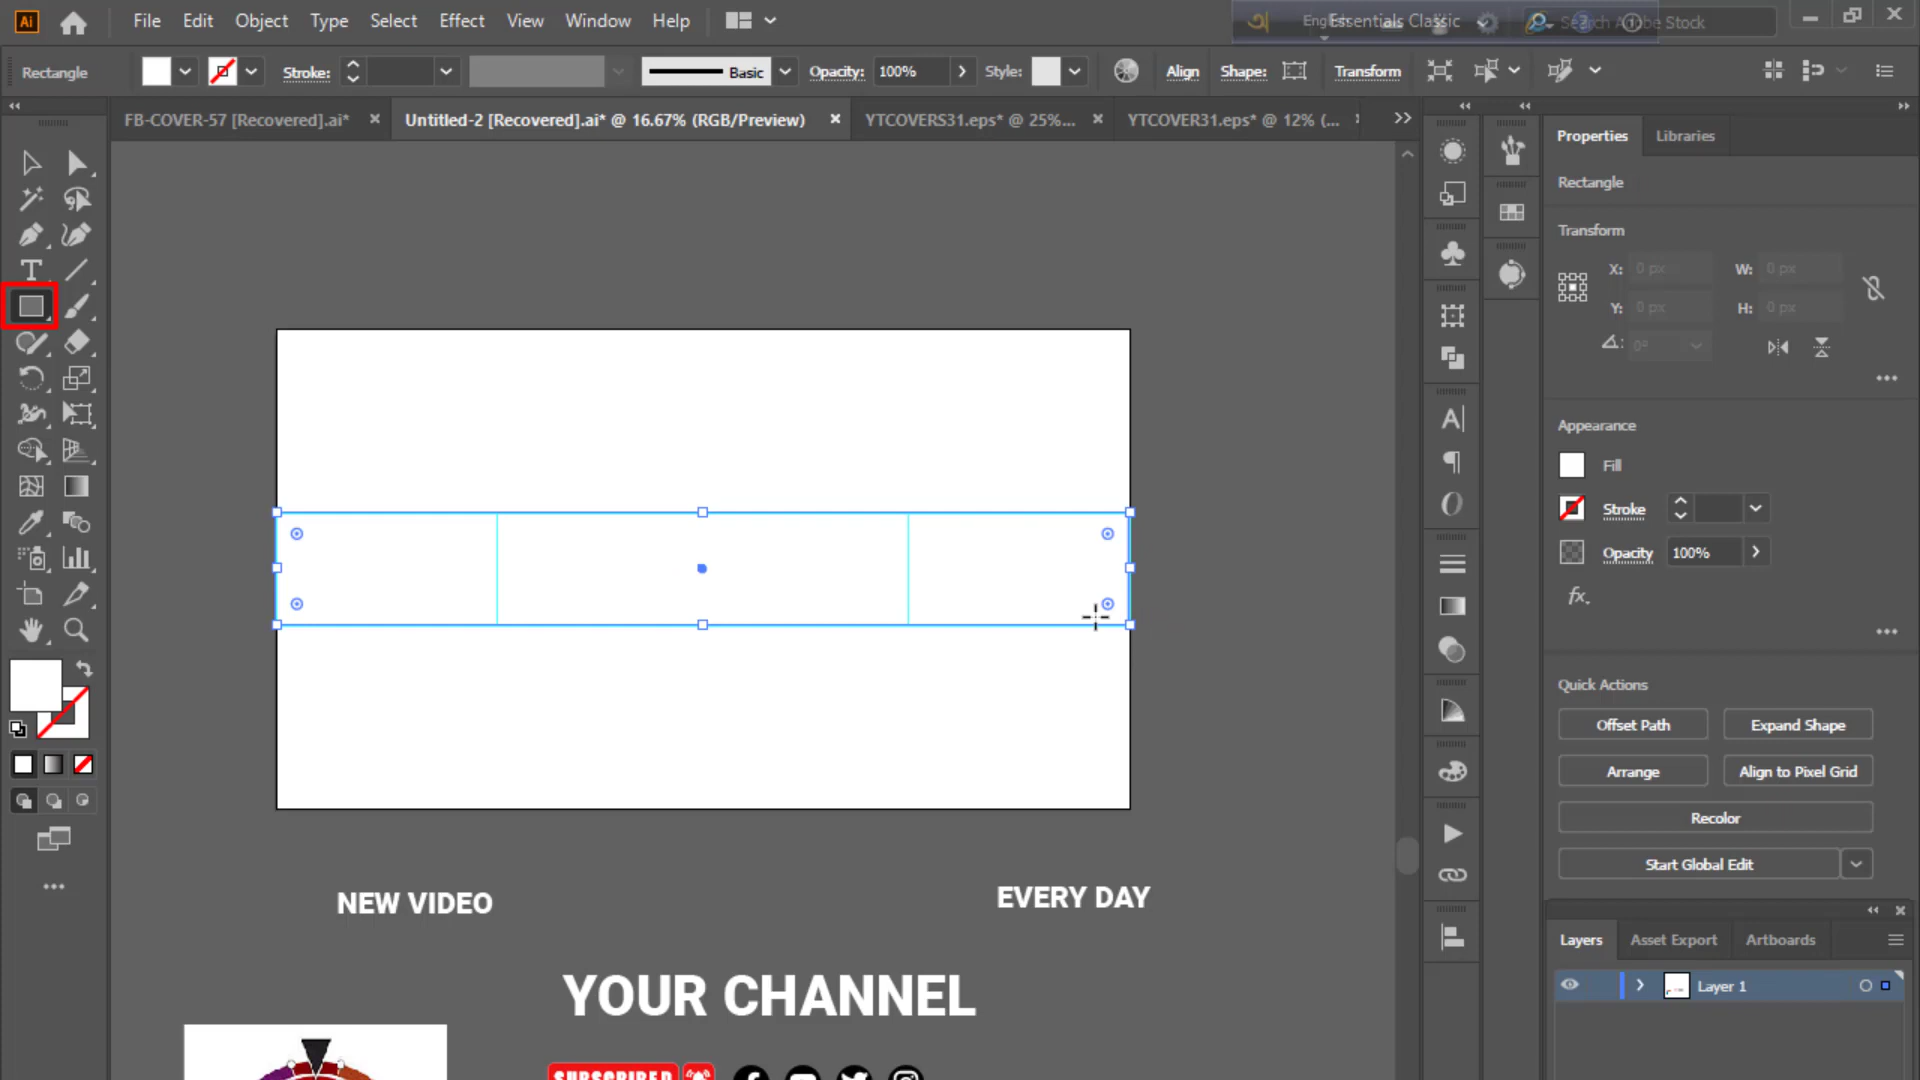 Ai File Edit Object Type Select Effect View Window Help
Essentials Classic
Rectangle Stroke: Basic Opacity: 100% Style: Align Shape: Transform
FB-COVER-57 [Recovered].ai* Untitled-2 [Recovered].ai* @ 16.67% (RGB/Preview) YTCOVERS31.eps* @ 25%... YTCOVER31.eps* @ 12% (...
Properties Libraries
Rectangle
Transform
X: 0 px W: 0 px
Y: 0 px H: 0 px
0°
Appearance
Fill
Stroke
Opacity 100%
fx.
Quick Actions
Offset Path Expand Shape
Arrange Align to Pixel Grid
Recolor
Start Global Edit
Layers Asset Export Artboards
Layer 1
NEW VIDEO
EVERY DAY
YOUR CHANNEL
SUBSCRIBED